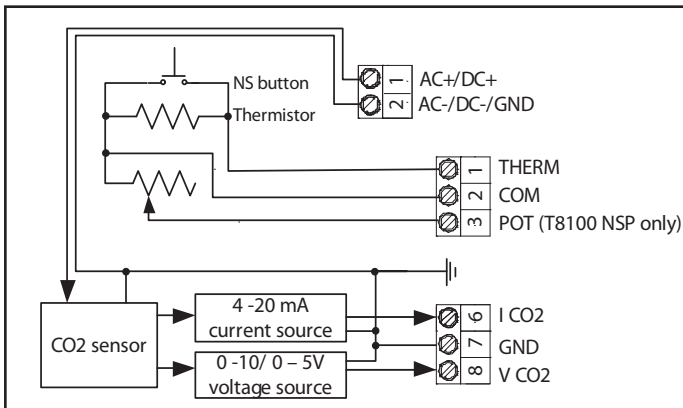 NS button
Thermistor
1 AC+/DC+
2 AC-/DC-/GND
1 THERM
2 COM
3 POT (T8100 NSP only)
CO2 sensor
4 -20 mA
current source
0 -10/ 0 – 5V
voltage source
6 I CO2
7 GND
8 V CO2